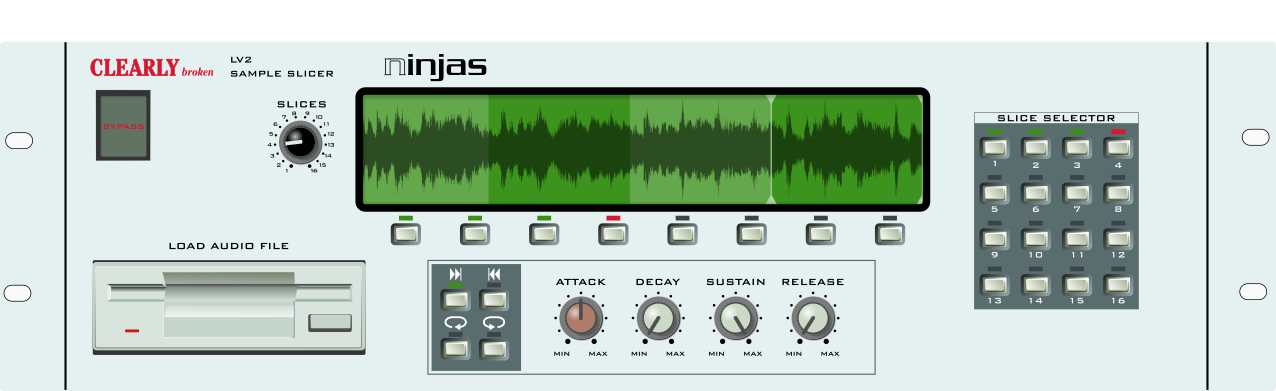 CLEARLY broken
LV2
SAMPLE SLICER
ninjas
BYPASS
SLICES
1 2 3 4 5 6 7 8 9 10 11 12 13 14 15 16
SLICE SELECTOR
1 2 3 4
5 6 7 8
9 10 11 12
13 14 15 16
LOAD AUDIO FILE
ATTACK DECAY SUSTAIN RELEASE
MIN MAX MIN MAX MIN MAX MIN MAX